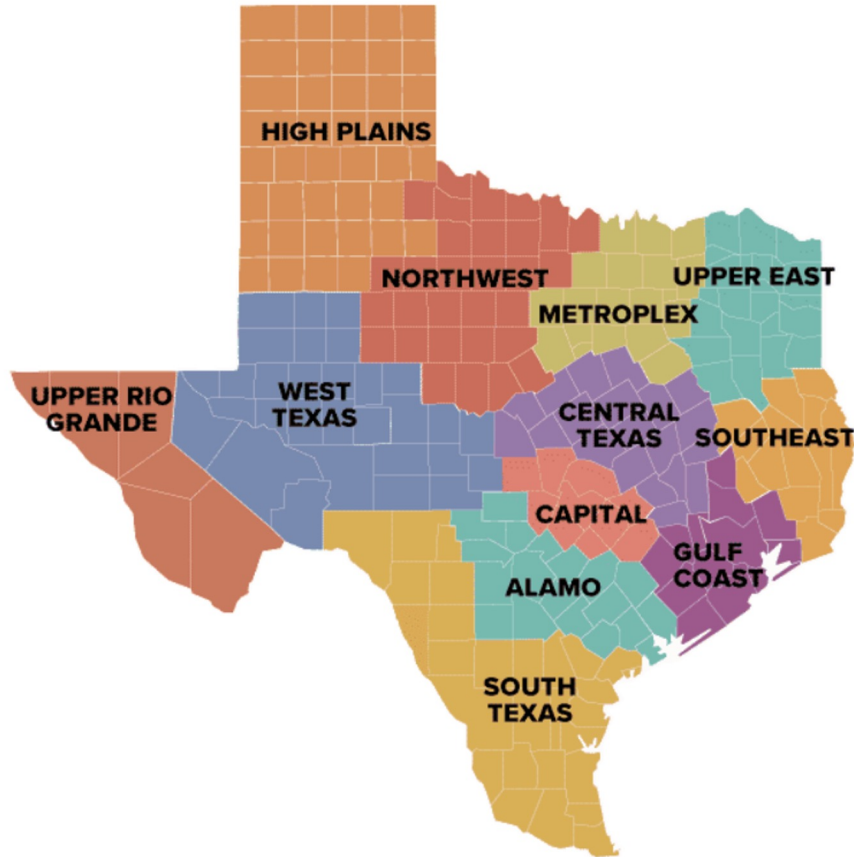 HIGH PLAINS
NORTHWEST
UPPER EAST
METROPLEX
UPPER RIO
GRANDE
WEST
TEXAS
CENTRAL
TEXAS
SOUTHEAST
CAPITAL
GULF
COAST
ALAMO
SOUTH
TEXAS